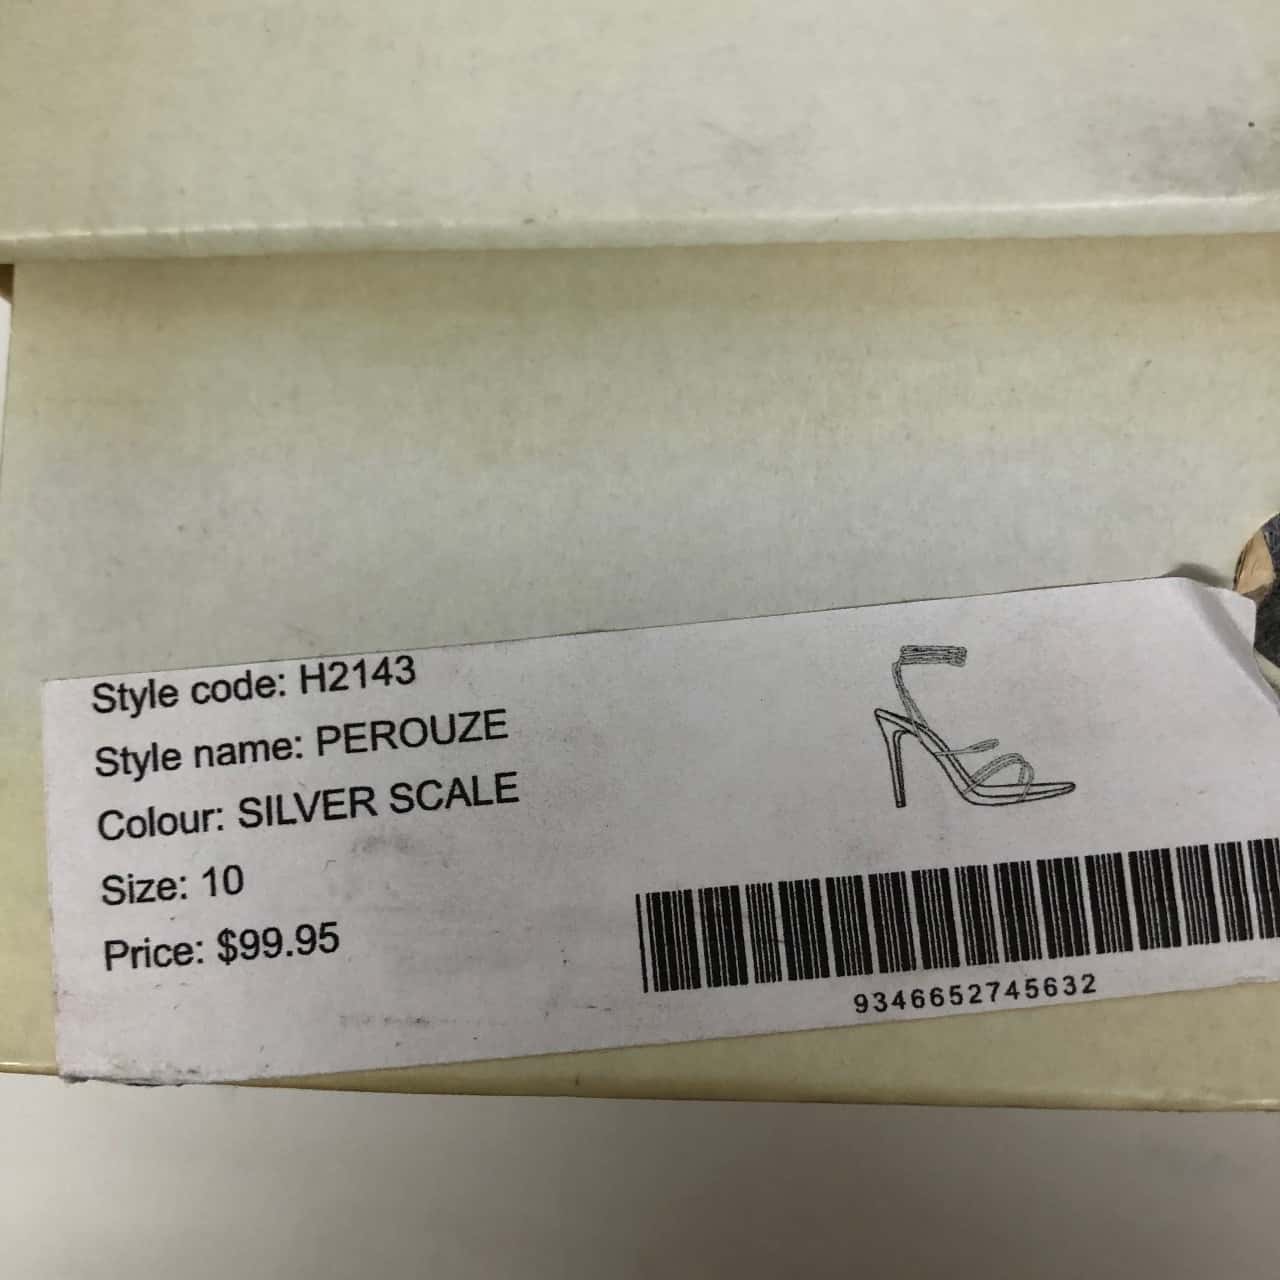 Style code: H2143
Style name: PEROUZE
Colour: SILVER SCALE
Size: 10
Price: $99.95
9346652745632